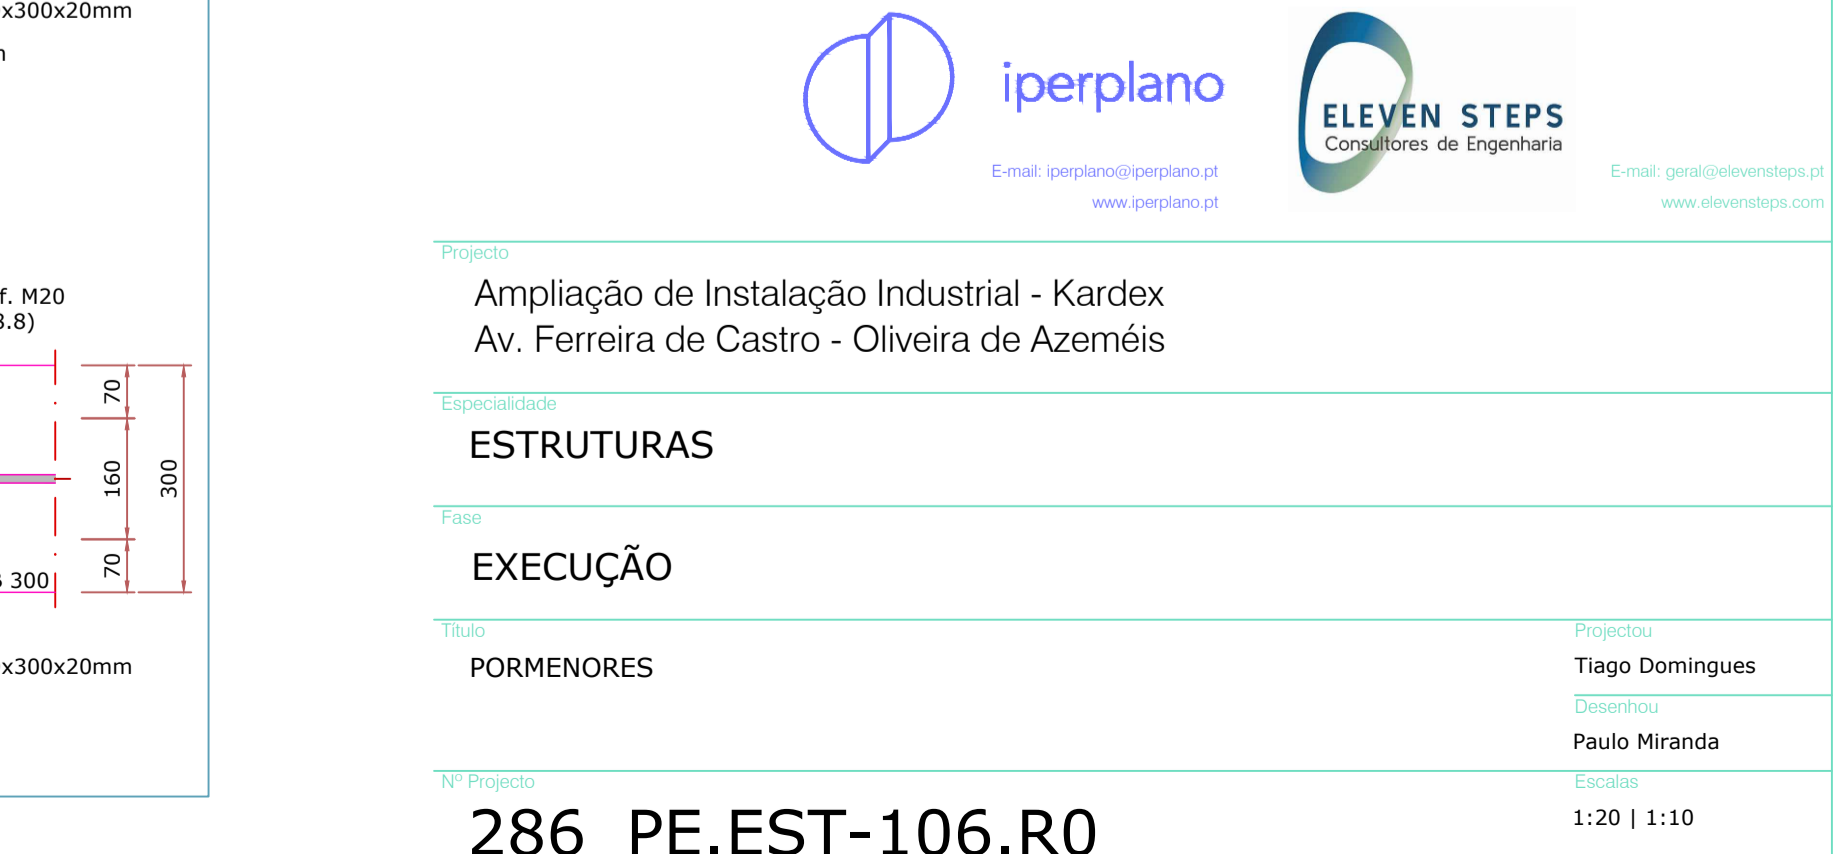 x300x20mm
f. M20
3.8)
70
160
300
70
300
x300x20mm
iperplano
E-mail: iperplano@iperplano.pt
www.iperplano.pt
ELEVEN STEPS
Consultores de Engenharia
E-mail: geral@elevensteps.pt
www.elevensteps.com
Projecto
Ampliação de Instalação Industrial - Kardex
Av. Ferreira de Castro - Oliveira de Azeméis
Especialidade
ESTRUTURAS
Fase
EXECUÇÃO
Título
PORMENORES
Projectou
Tiago Domingues
Desenhou
Paulo Miranda
Nº Projecto
286 PE.EST-106.R0
Escalas
1:20 | 1:10